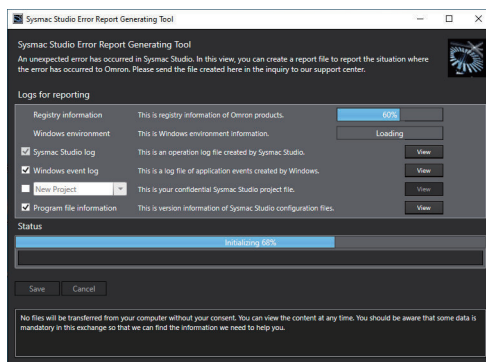 Sysmac Studio Error Report Generating Tool
Sysmac Studio Error Report Generating Tool
An unexpected error has occurred in Sysmac Studio. In this view, you can create a report file to report the situation where
the error has occurred to Omron. Please send the file created here in the inquiry to our support center.
Logs for reporting
Registry information This is registry information of Omron products. 60%
Windows environment This is Windows environment information. Loading
Sysmac Studio log This is an operation log file created by Sysmac Studio. View
Windows event log This is a log file of application events created by Windows. View
New Project This is your confidential Sysmac Studio project file. View
Program file information This is version information of Sysmac Studio configuration files. View
Status
Initializing 68%
Save Cancel
No files will be transferred from your computer without your consent. You can view the content at any time. You should be aware that some data is
mandatory in this exchange so that we can find the information we need to help you.